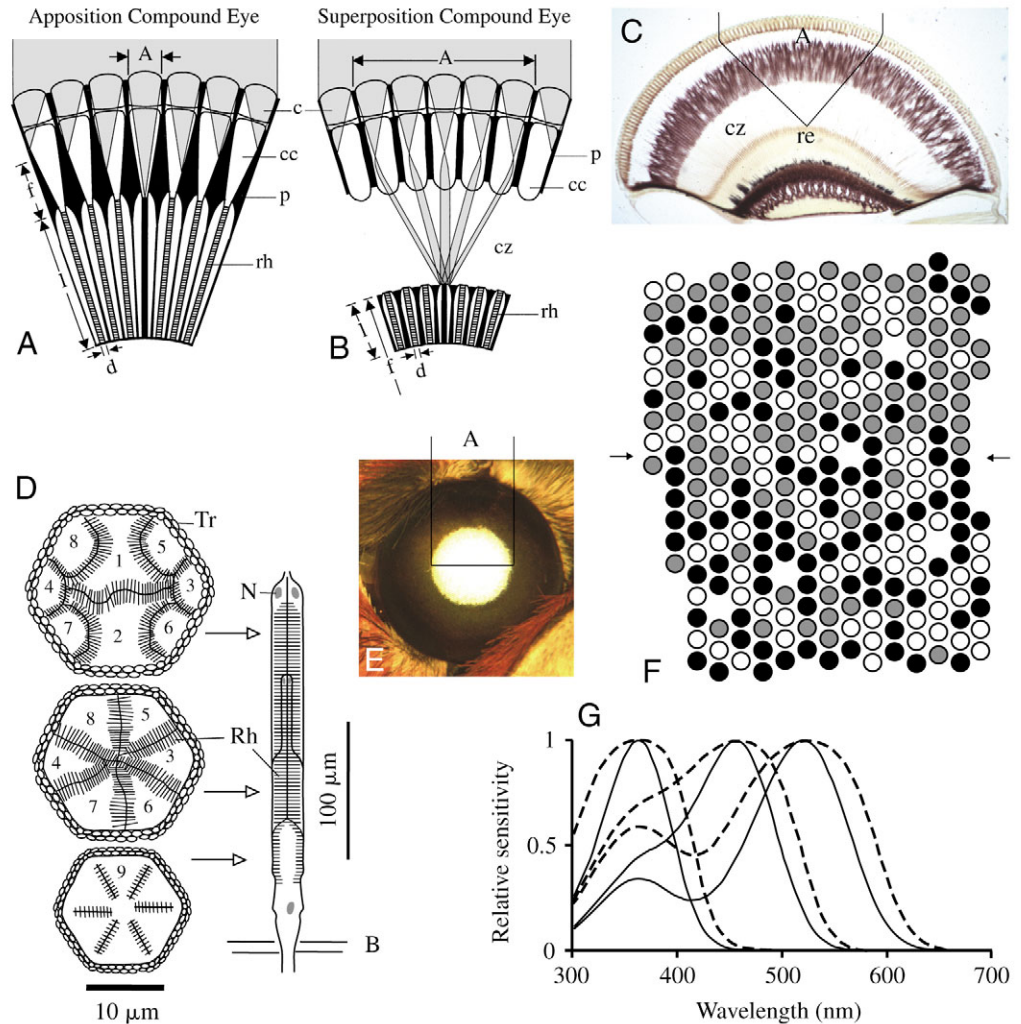 Apposition Compound Eye
Superposition Compound Eye
A
A
c
cc
p
f
l
rh
d
A
p
cc
cz
rh
l
f
d
B
C
A
cz
re
D
Tr
8
1
5
4
3
7
2
6
N
8
5
4
3
7
6
Rh
9
100 µm
B
10 µm
A
E
F
G
Relative sensitivity
1
0.5
0
300
400
500
600
700
Wavelength (nm)